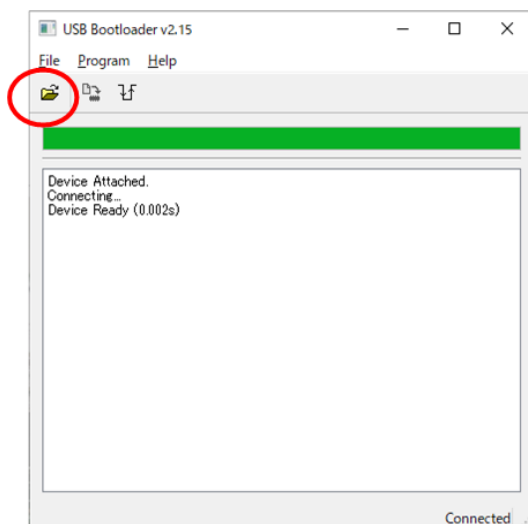 USB Bootloader v2.15
File Program Help
Device Attached.
Connecting...
Device Ready (0.002s)
Connected